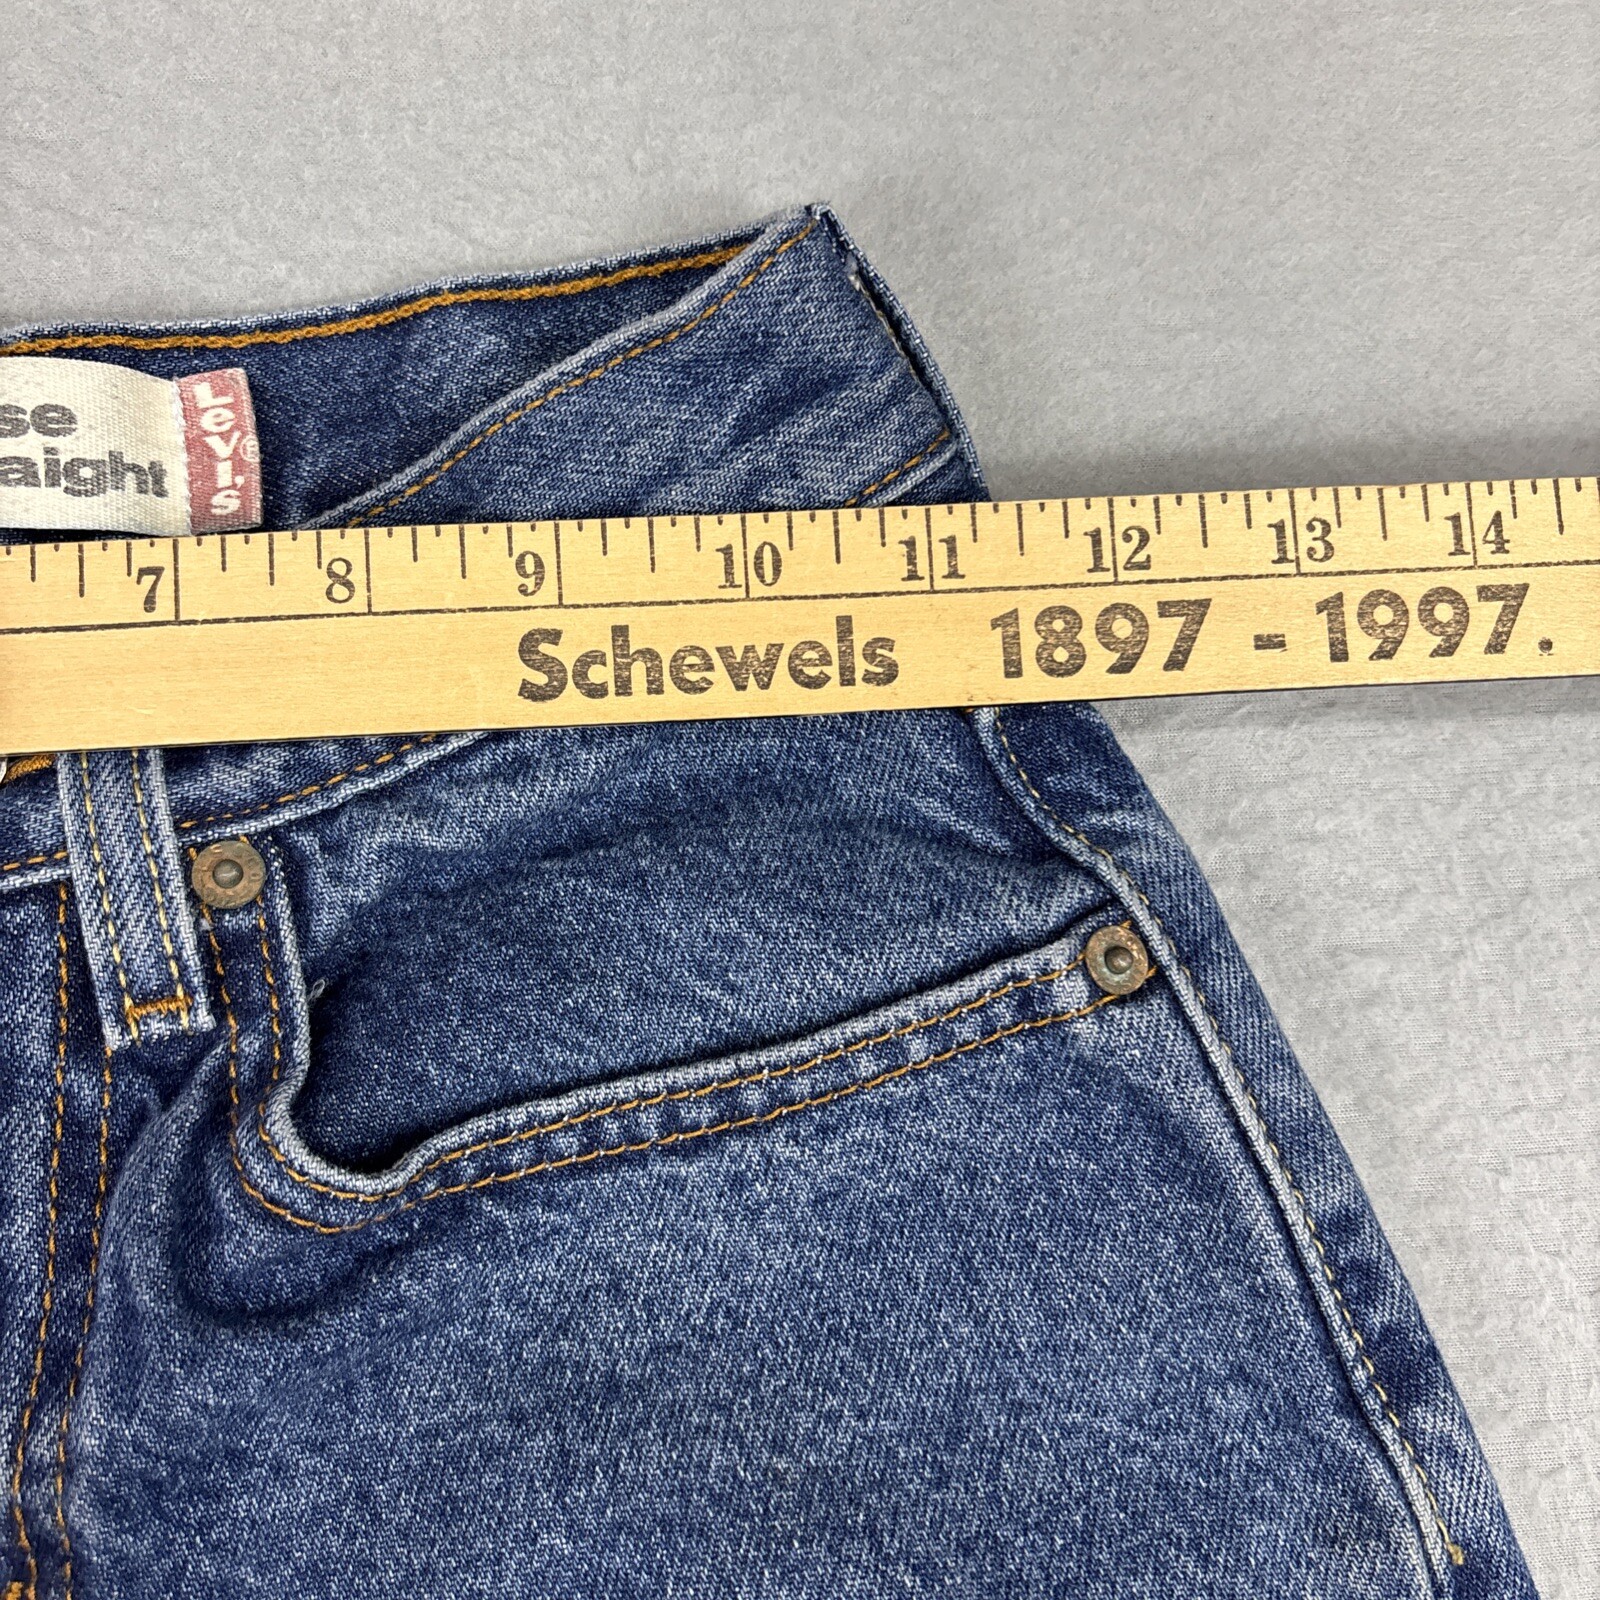 se
aight
Levi's®
7 8 9 10 11 12 13 14
Schewels 1897 - 1997.